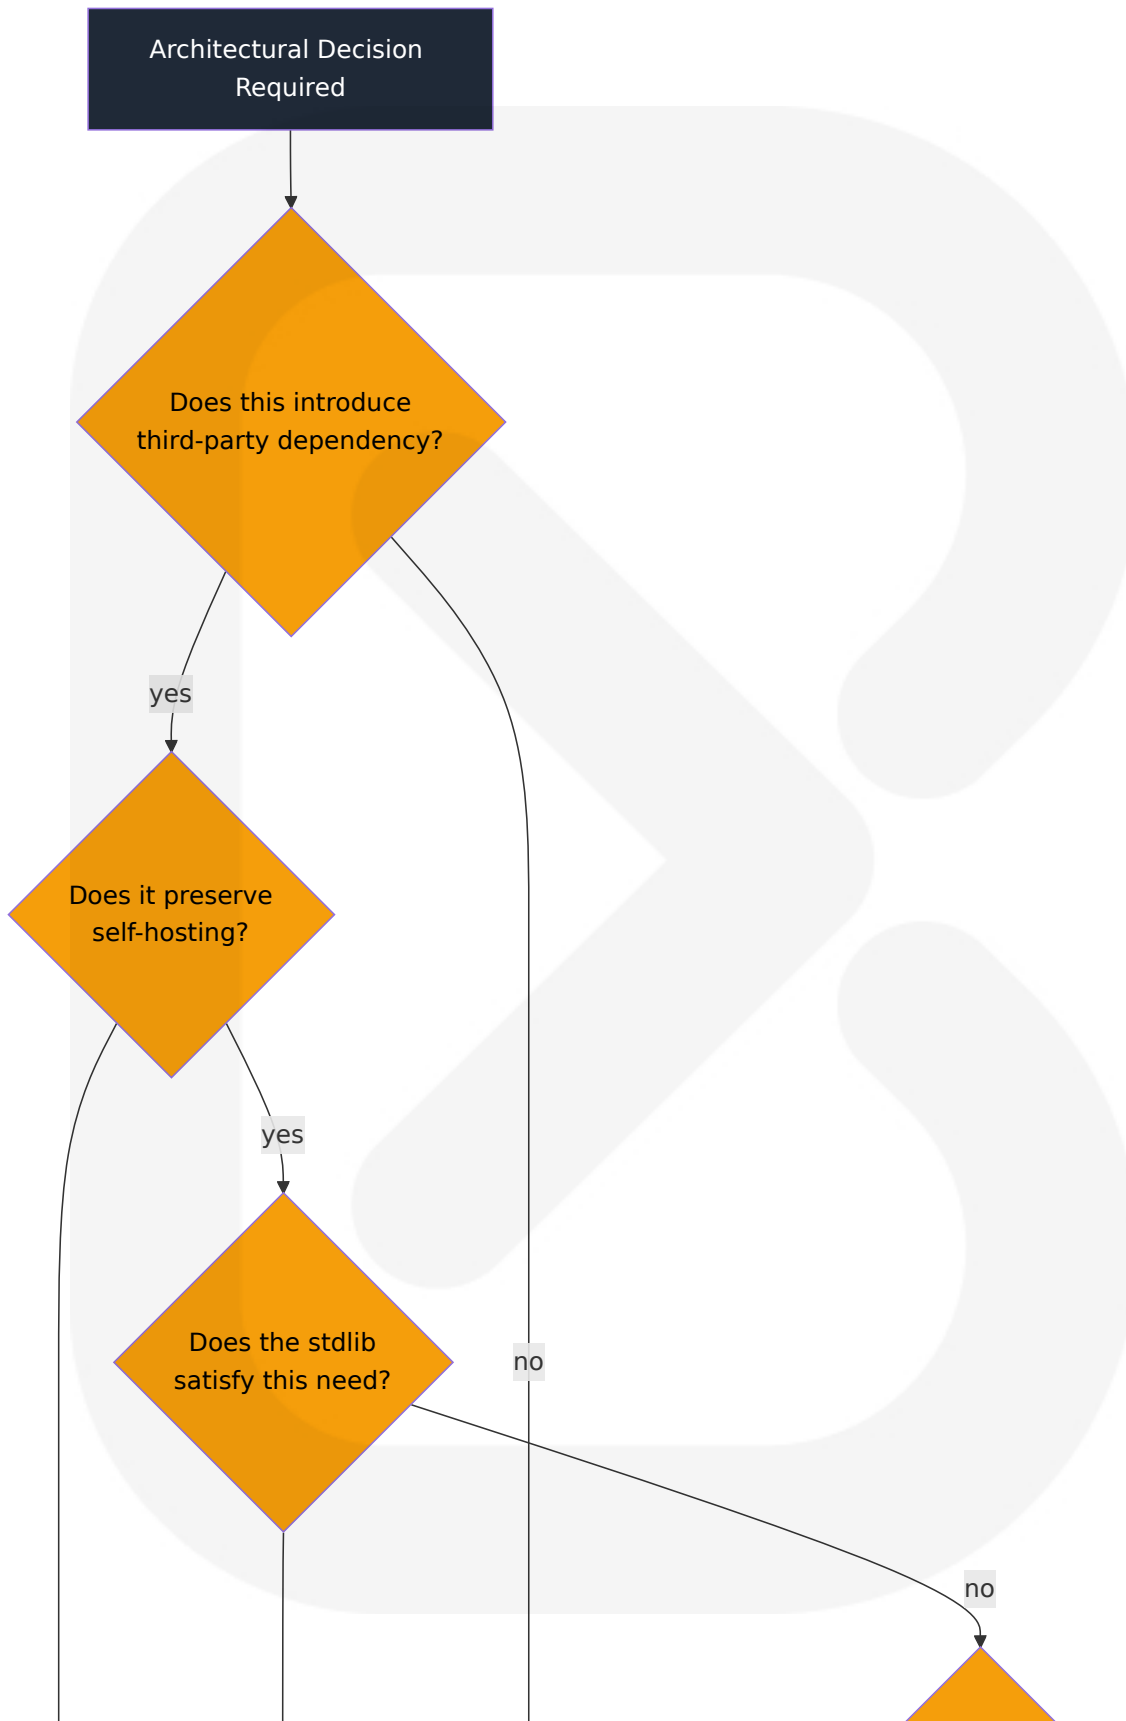 Architectural Decision
Required
Does this introduce
third-party dependency?
yes
Does it preserve
self-hosting?
yes
Does the stdlib
satisfy this need?
no
no